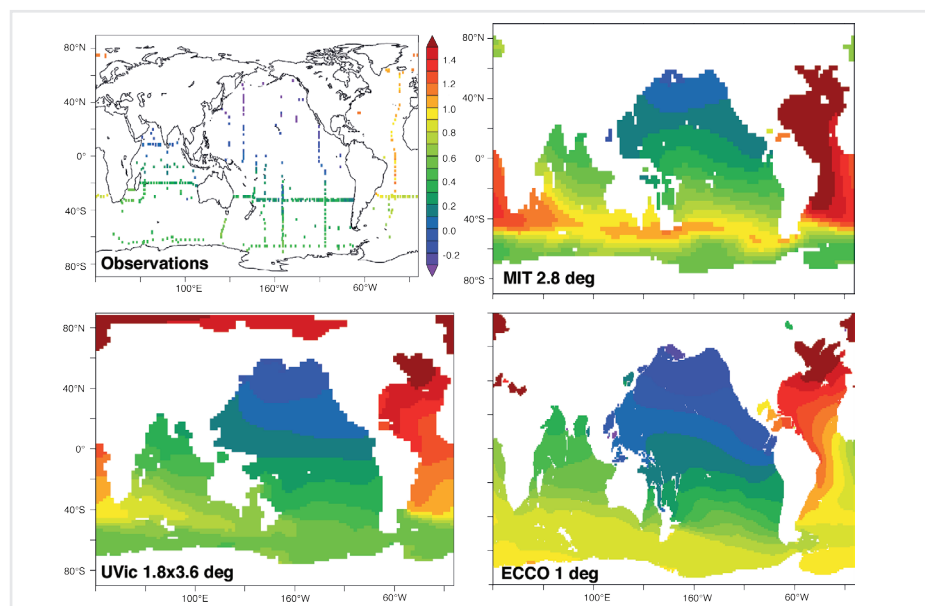 80°N
40°N
0°
40°S
80°S
Observations
100°E
160°W
60°W
1.4
1.2
1.0
0.8
0.6
0.4
0.2
0.0
-0.2
80°N
40°N
0°
40°S
80°S
MIT 2.8 deg
80°N
40°N
0°
40°S
80°S
UVic 1.8x3.6 deg
100°E
160°W
60°W
ECCO 1 deg
100°E
160°W
60°W